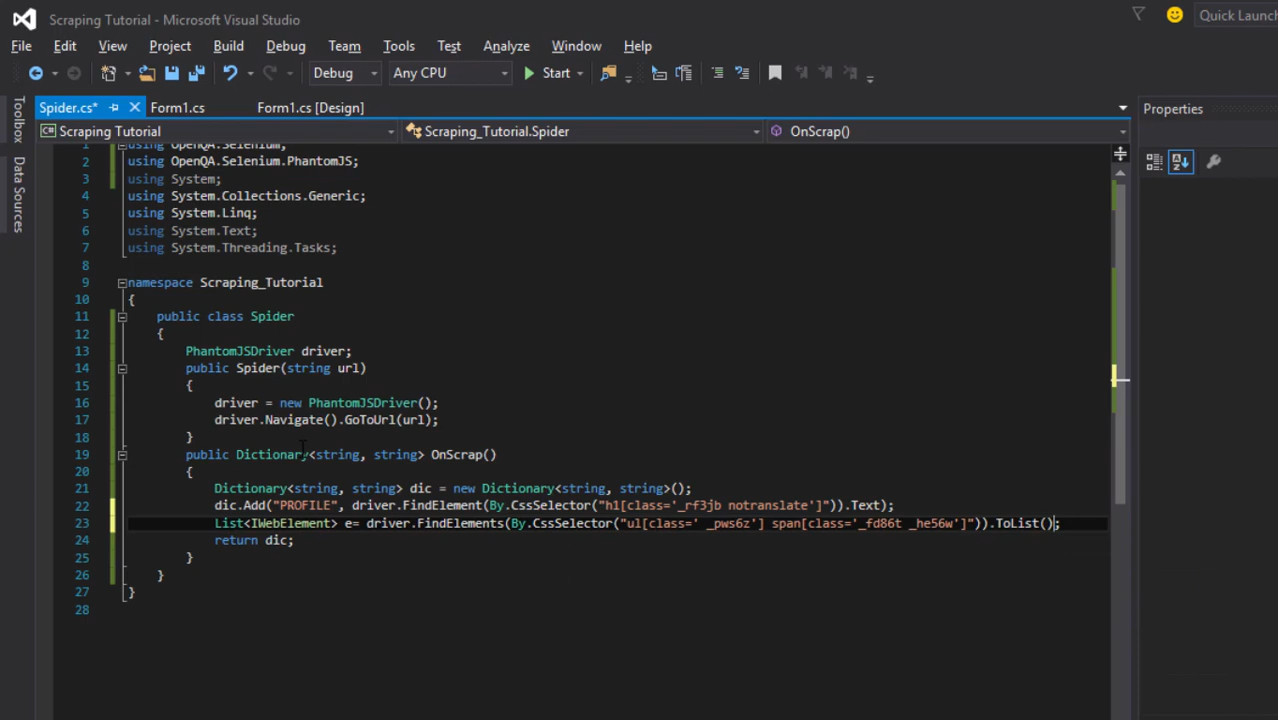 Scraping Tutorial - Microsoft Visual Studio
Quick Launch
File Edit View Project Build Debug Team Tools Test Analyze Window Help
Debug Any CPU Start
Toolbox
Data Sources
Spider.cs* Form1.cs Form1.cs [Design]
Properties
Scraping Tutorial Scraping_Tutorial.Spider OnScrap()
1 using OpenQA.Selenium;
2 using OpenQA.Selenium.PhantomJS;
3 using System;
4 using System.Collections.Generic;
5 using System.Linq;
6 using System.Text;
7 using System.Threading.Tasks;
8
9 namespace Scraping_Tutorial
10 {
11 public class Spider
12 {
13 PhantomJSDriver driver;
14 public Spider(string url)
15 {
16 driver = new PhantomJSDriver();
17 driver.Navigate().GoToUrl(url);
18 }
19 public Dictionary<string, string> OnScrap()
20 {
21 Dictionary<string, string> dic = new Dictionary<string, string>();
22 dic.Add("PROFILE", driver.FindElement(By.CssSelector("h1[class='_rf3jb notranslate']")).Text);
23 List<IWebElement> e= driver.FindElements(By.CssSelector("ul[class=' _pws6z'] span[class='_fd86t _he56w']")).ToList();
24 return dic;
25 }
26 }
27 }
28